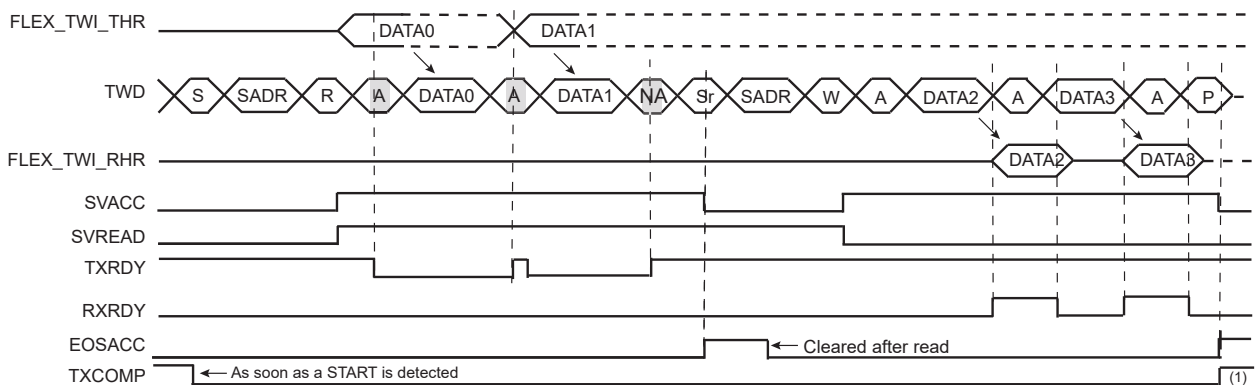 FLEX_TWI_THR DATA0 DATA1
TWD S SADR R A DATA0 A DATA1 NA Sr SADR W A DATA2 A DATA3 A P
FLEX_TWI_RHR DATA2 DATA3
SVACC
SVREAD
TXRDY
RXRDY
EOSACC Cleared after read
TXCOMP As soon as a START is detected (1)